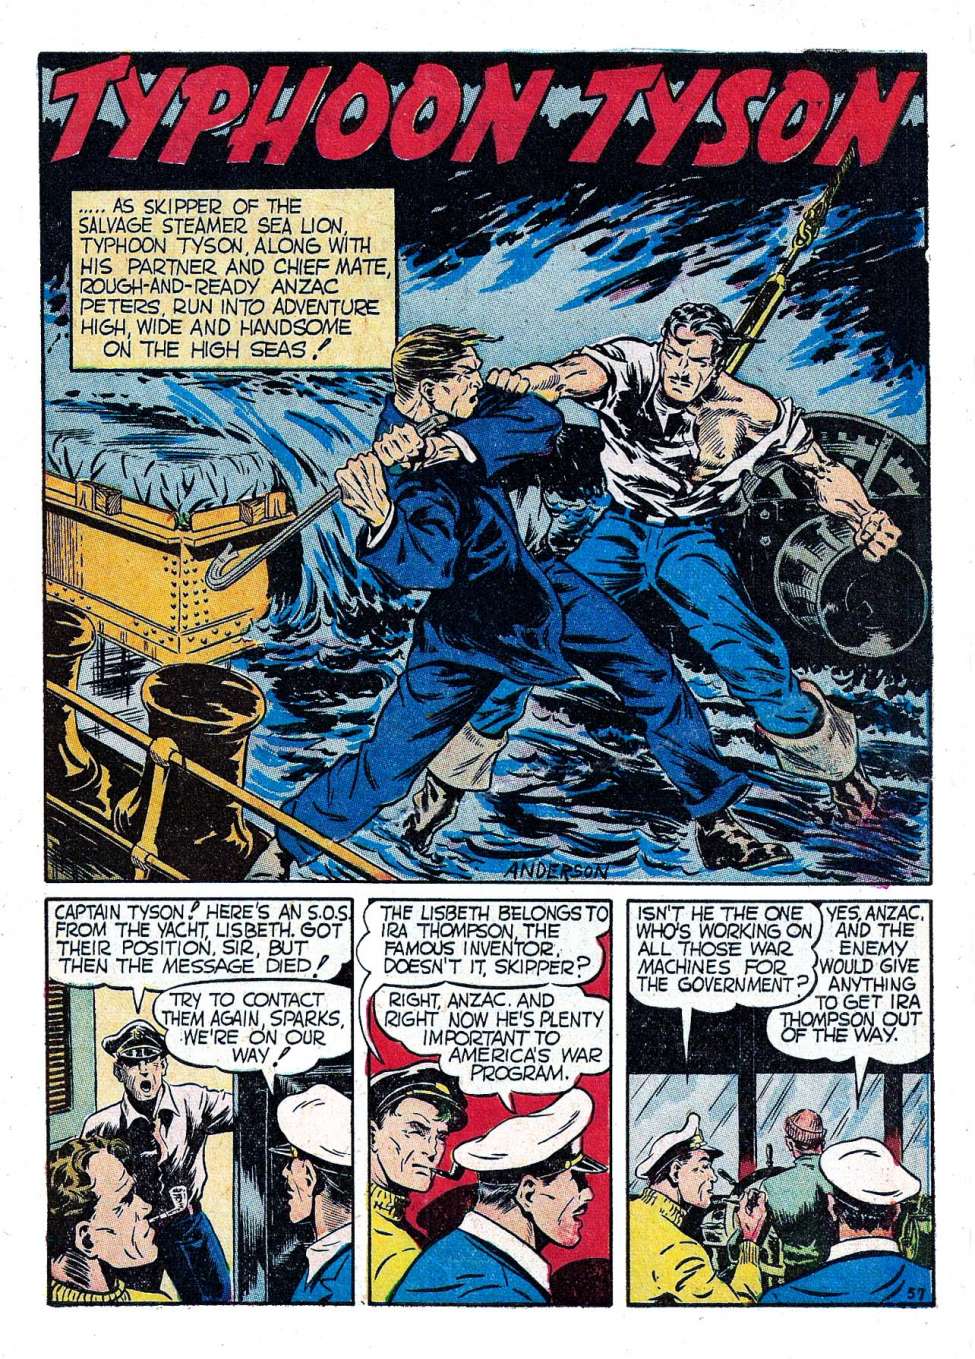 TYPHOON TYSON
..... AS SKIPPER OF THE
SALVAGE STEAMER SEA LION,
TYPHOON TYSON, ALONG WITH
HIS PARTNER AND CHIEF MATE,
ROUGH-AND-READY ANZAC
PETERS, RUN INTO ADVENTURE
HIGH, WIDE AND HANDSOME
ON THE HIGH SEAS!
ANDERSON
CAPTAIN TYSON! HERE'S AN S.O.S.
FROM THE YACHT, LISBETH. GOT
THEIR POSITION, SIR, BUT
THEN THE MESSAGE DIED!
TRY TO CONTACT
THEM AGAIN, SPARKS,
WE'RE ON OUR
WAY!
THE LISBETH BELONGS TO
IRA THOMPSON, THE
FAMOUS INVENTOR,
DOESN'T IT, SKIPPER?
RIGHT, ANZAC. AND
RIGHT NOW HE'S PLENTY
IMPORTANT TO
AMERICA'S WAR
PROGRAM.
ISN'T HE THE ONE
WHO'S WORKING ON
ALL THOSE WAR
MACHINES FOR
THE GOVERNMENT?
YES, ANZAC,
AND THE
ENEMY
WOULD GIVE
ANYTHING
TO GET IRA
THOMPSON OUT
OF THE WAY.
57